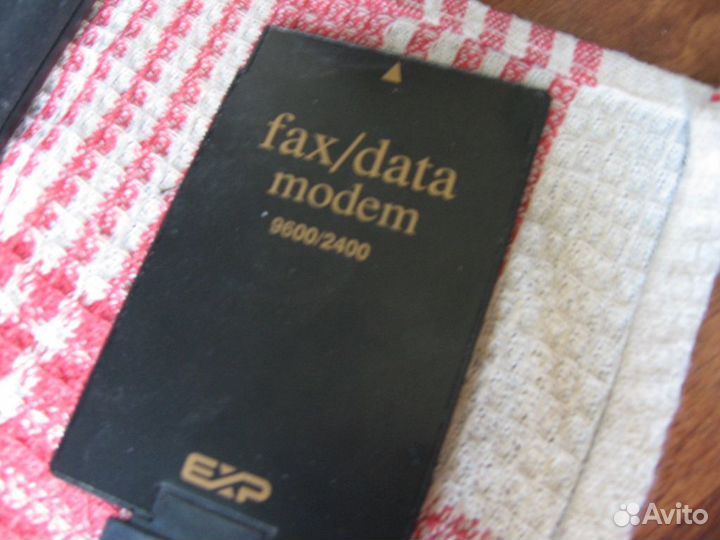 fax/data
modem
9600/2400
EXP
Avito